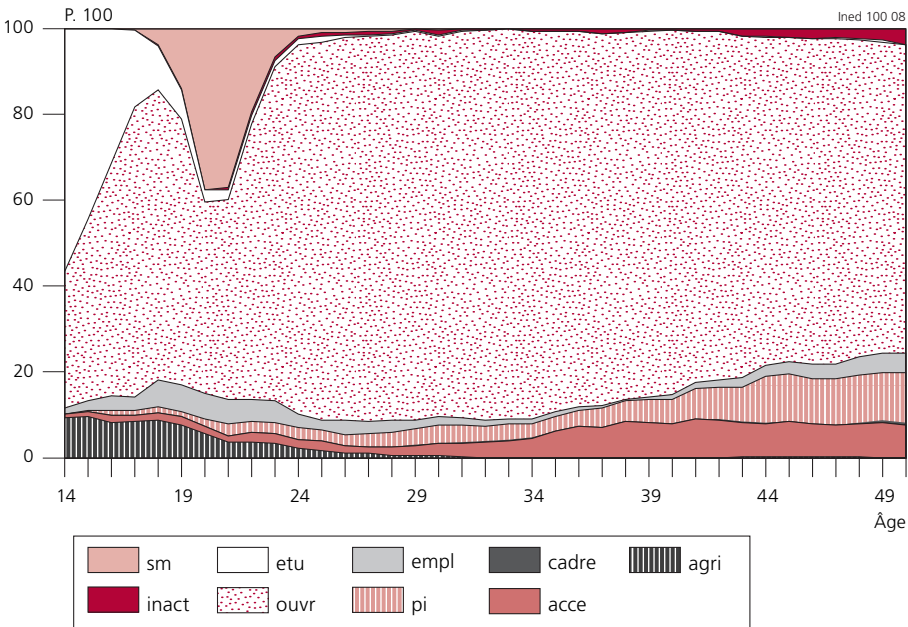 P. 100
Ined 100 08
100
80
60
40
20
0
14 19 24 29 34 39 44 49
Âge
sm etu empl cadre agri
inact ouvr pi acce